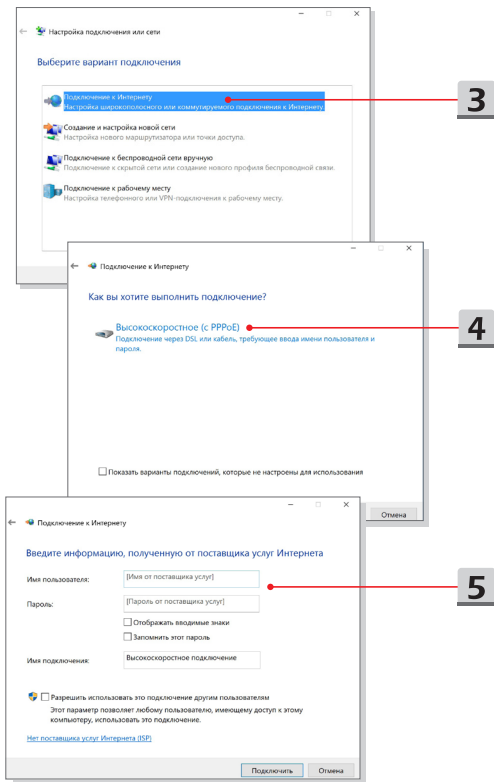 Настройка подключения или сети
Выберите вариант подключения
Подключение к Интернету
Настройка широкополосного или коммутируемого подключения к Интернету.
3
Создание и настройка новой сети
Настройка нового маршрутизатора или точки доступа.
Подключение к беспроводной сети вручную
Подключение к скрытой сети или создание нового профиля беспроводной связи.
Подключение к рабочему месту
Настройка телефонного или VPN-подключения к рабочему месту.
Подключение к Интернету
Как вы хотите выполнить подключение?
Высокоскоростное (с PPPoE)
4
Подключение через DSL или кабель, требующее ввода имени пользователя и
пароля.
Показать варианты подключений, которые не настроены для использования
Отмена
Подключение к Интернету
Введите информацию, полученную от поставщика услуг Интернета
Имя пользователя:
[Имя от поставщика услуг]
5
Пароль:
[Пароль от поставщика услуг]
Отображать вводимые знаки
Запомнить этот пароль
Имя подключения:
Высокоскоростное подключение
Разрешить использовать это подключение другим пользователям
Этот параметр позволяет любому пользователю, имеющему доступ к этому
компьютеру, использовать это подключение.
Нет поставщика услуг Интернета (ISP)
Подключить
Отмена